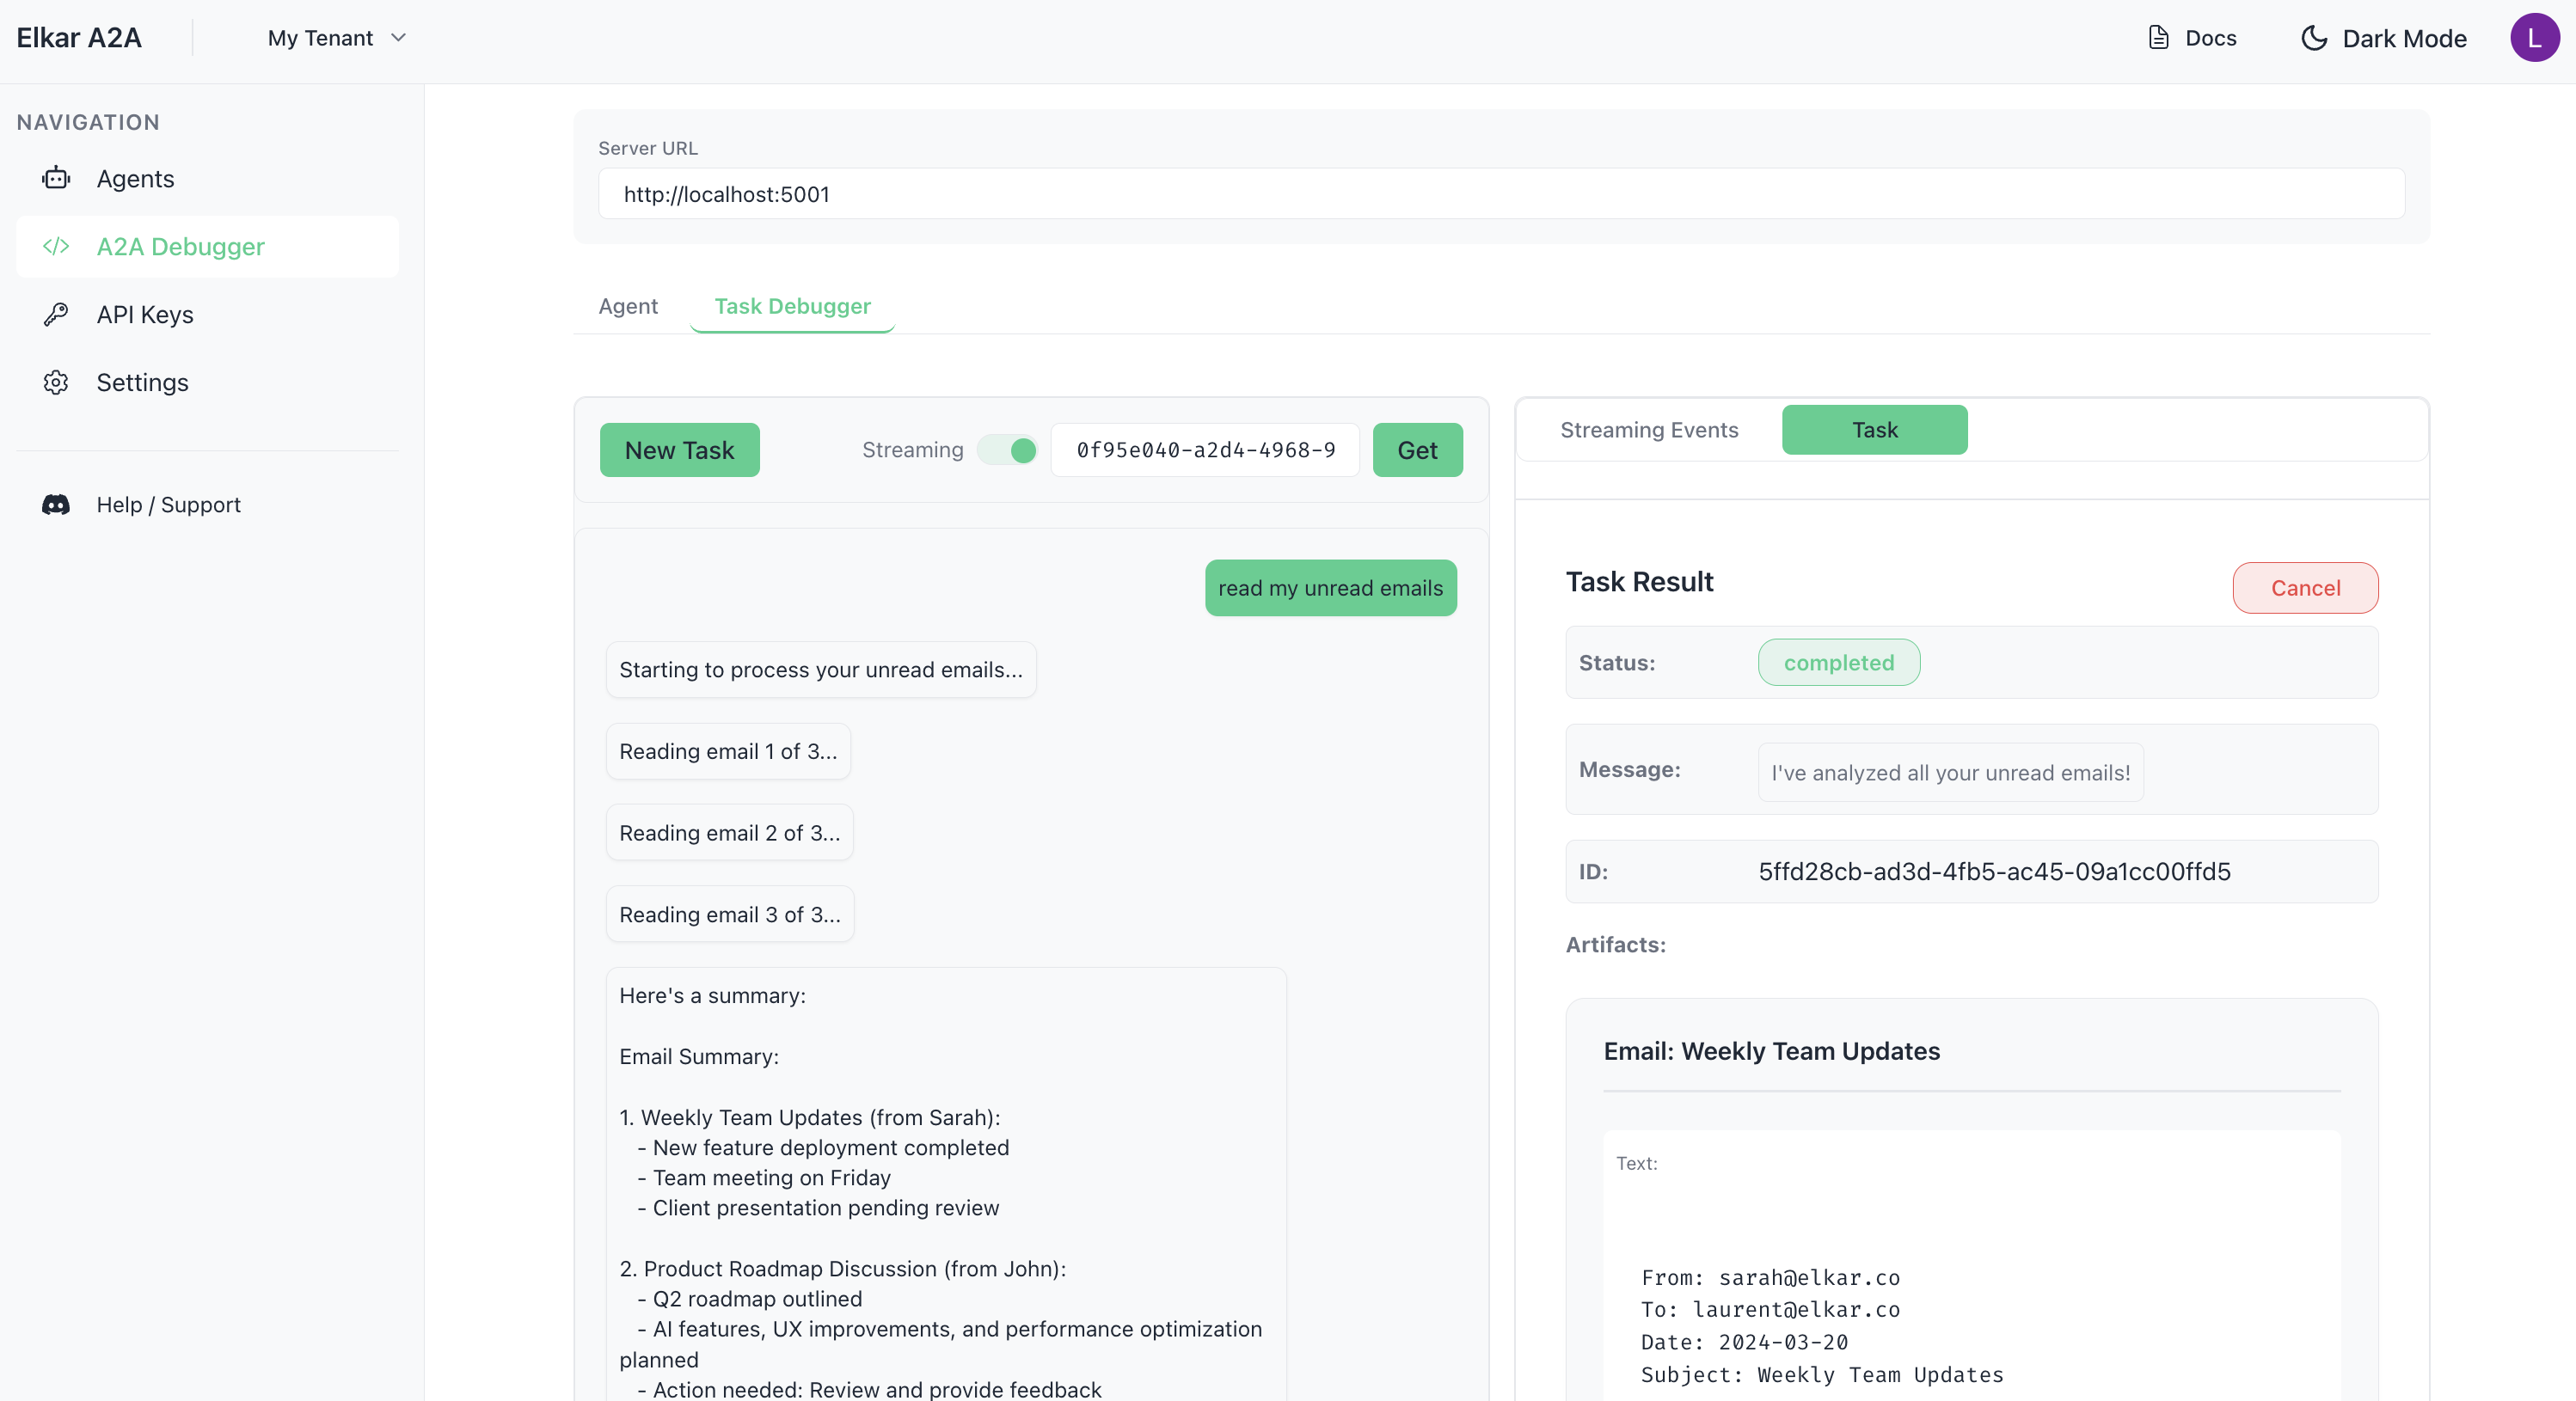 Elkar A2A
My Tenant
Docs
Dark Mode
L
NAVIGATION
Agents
A2A Debugger
API Keys
Settings
Help / Support
Server URL
http://localhost:5001
Agent
Task Debugger
New Task
Streaming
0f95e040-a2d4-4968-9
Get
read my unread emails
Starting to process your unread emails...
Reading email 1 of 3...
Reading email 2 of 3...
Reading email 3 of 3...
Here's a summary:
Email Summary:
1. Weekly Team Updates (from Sarah):
- New feature deployment completed
- Team meeting on Friday
- Client presentation pending review
2. Product Roadmap Discussion (from John):
- Q2 roadmap outlined
- AI features, UX improvements, and performance optimization
planned
- Action needed: Review and provide feedback
Streaming Events
Task
Task Result
Cancel
Status:
completed
Message:
I've analyzed all your unread emails!
ID:
5ffd28cb-ad3d-4fb5-ac45-09a1cc00ffd5
Artifacts:
Email: Weekly Team Updates
Text:
From: sarah@elkar.co
To: laurent@elkar.co
Date: 2024-03-20
Subject: Weekly Team Updates